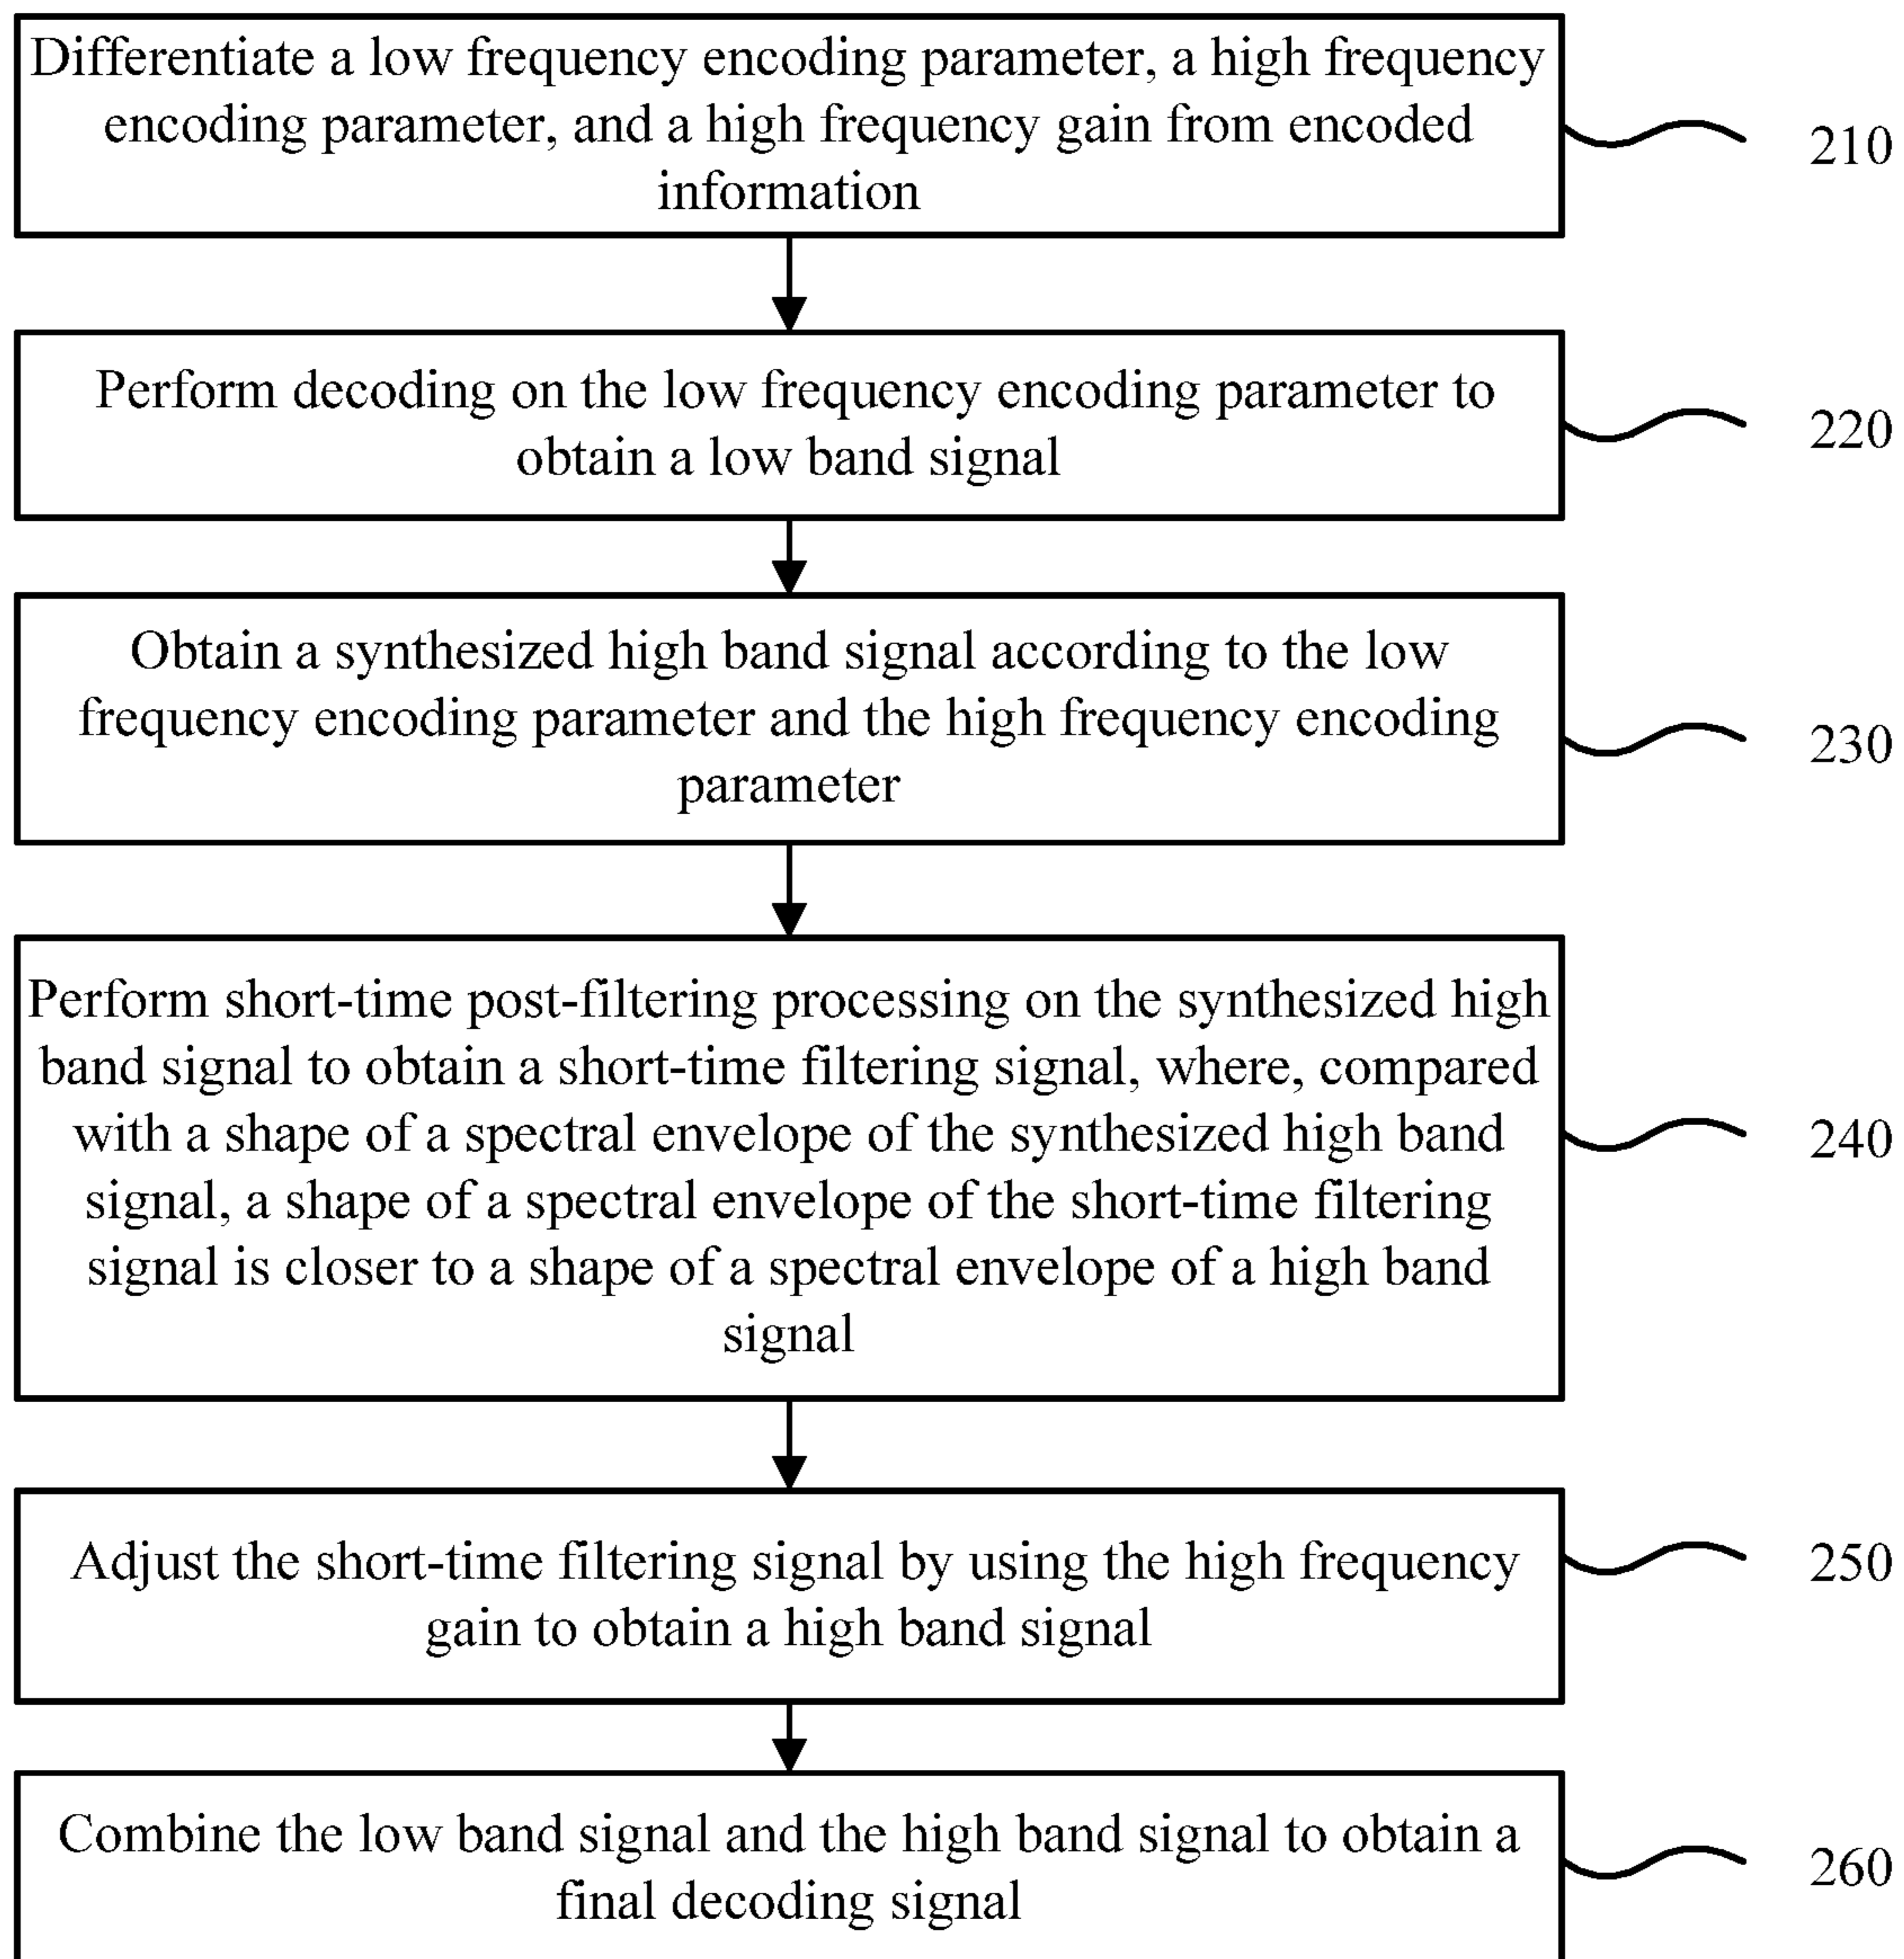 Differentiate a low frequency encoding parameter, a high frequency
encoding parameter, and a high frequency gain from encoded
information
210
Perform decoding on the low frequency encoding parameter to
obtain a low band signal
220
Obtain a synthesized high band signal according to the low
frequency encoding parameter and the high frequency encoding
parameter
230
Perform short-time post-filtering processing on the synthesized high
band signal to obtain a short-time filtering signal, where, compared
with a shape of a spectral envelope of the synthesized high band
signal, a shape of a spectral envelope of the short-time filtering
signal is closer to a shape of a spectral envelope of a high band
signal
240
Adjust the short-time filtering signal by using the high frequency
gain to obtain a high band signal
250
Combine the low band signal and the high band signal to obtain a
final decoding signal
260